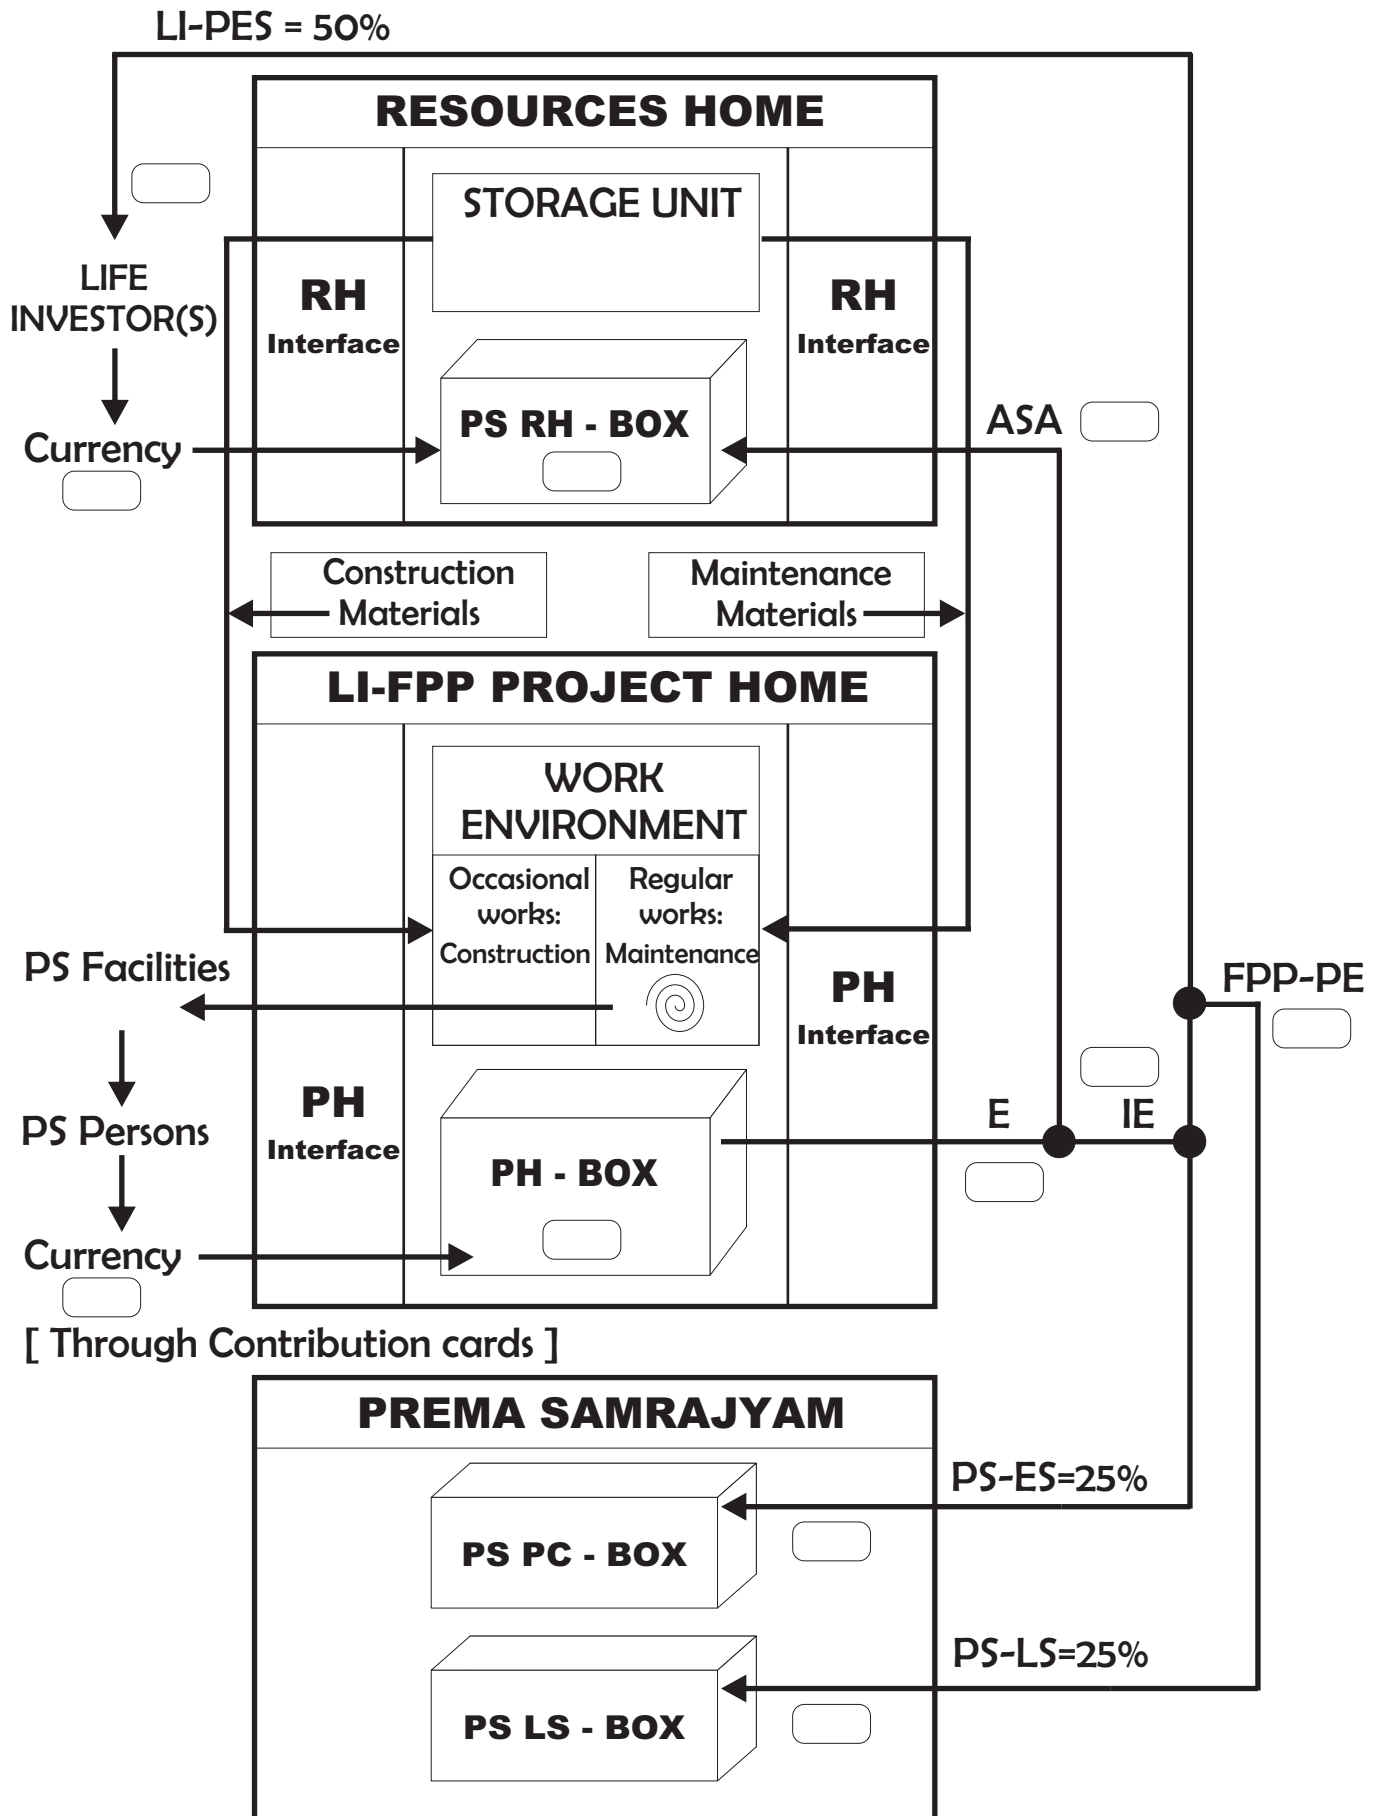 LI-PES = 50%
RESOURCES HOME
STORAGE UNIT
LIFE
INVESTOR(S)
RH
Interface
RH
Interface
PS RH - BOX
ASA
Currency
Construction
Materials
Maintenance
Materials
LI-FPP PROJECT HOME
WORK
ENVIRONMENT
Occasional
works:
Construction
Regular
works:
Maintenance
PS Facilities
PH
Interface
FPP-PE
PS Persons
PH
Interface
E
IE
PH - BOX
Currency
[ Through Contribution cards ]
PREMA SAMRAJYAM
PS-ES=25%
PS PC - BOX
PS-LS=25%
PS LS - BOX